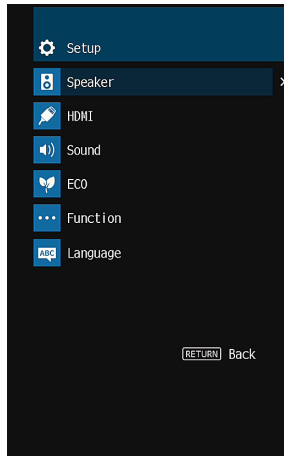 Setup
Speaker
HDMI
Sound
ECO
Function
ABC Language
RETURN Back